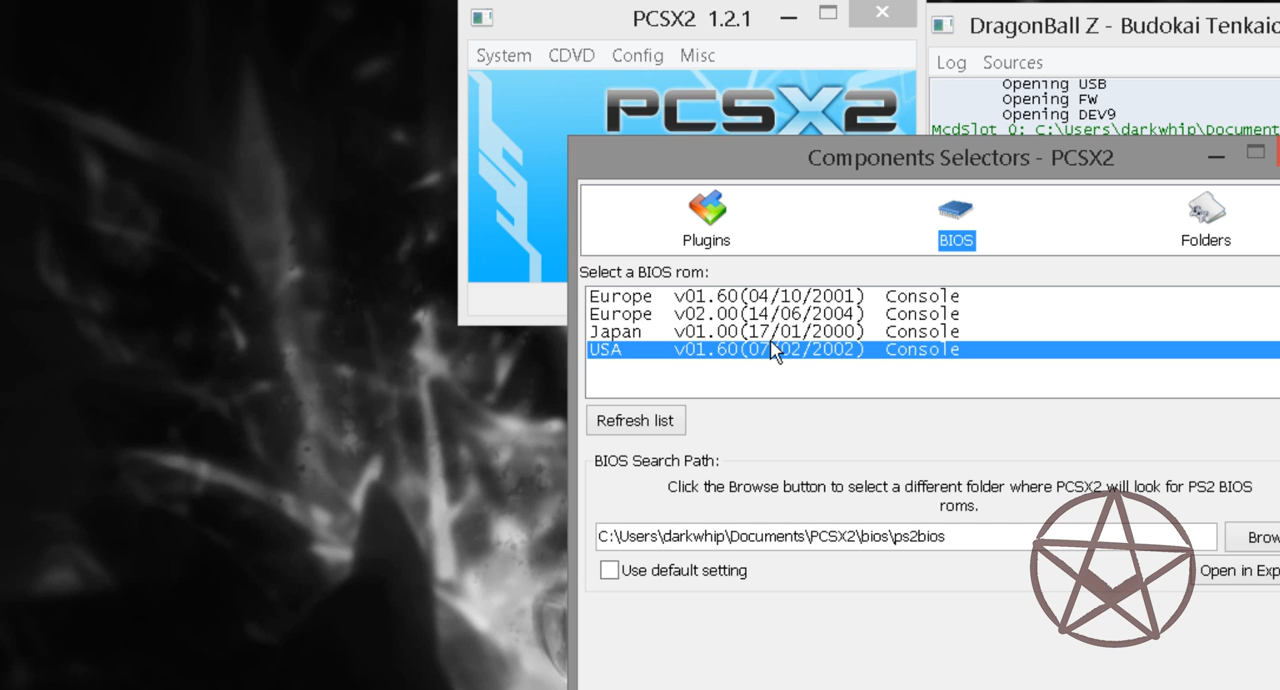 PCSX2 1.2.1
System CDVD Config Misc
PCSX2
DragonBall Z - Budokai Tenkaic
Log Sources
Opening USB
Opening FW
Opening DEV9
McdSlot 0: C:\Users\darkwhip\Document
Components Selectors - PCSX2
Plugins BIOS Folders
Select a BIOS rom:
Europe v01.60(04/10/2001) Console
Europe v02.00(14/06/2004) Console
Japan v01.00(17/01/2000) Console
USA v01.60(07/02/2002) Console
Refresh list
BIOS Search Path:
Click the Browse button to select a different folder where PCSX2 will look for PS2 BIOS
roms.
C:\Users\darkwhip\Documents\PCSX2\bios\ps2bios
Brow
Use default setting
Open in Exp